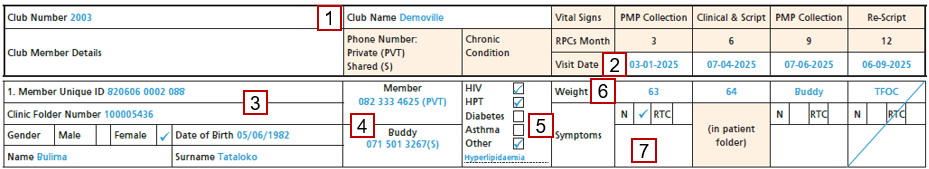 Club Number 2003 1 Club Name Demoville Vital Signs PMP Collection Clinical & Script PMP Collection Re-Script
Club Member Details Phone Number: Private (PVT) Shared (S) Chronic Condition RPCs Month 3 6 9 12
Visit Date 2 03-01-2025 07-04-2025 07-06-2025 06-09-2025
1. Member Unique ID 820606 0002 088
Clinic Folder Number 100005436
3
Gender Male Female ✓ Date of Birth 05/06/1982
Name Bulima Surname Tataloko
Member
082 333 4625 (PVT)
4
Buddy
071 501 3267(S)
HIV ✓
HPT ✓
Diabetes
Asthma
Other ✓
5
Hyperlipidaemia
Weight 6 63 64 Buddy TFOC
Symptoms N ✓ RTC (in patient folder) N RTC N RTC
7